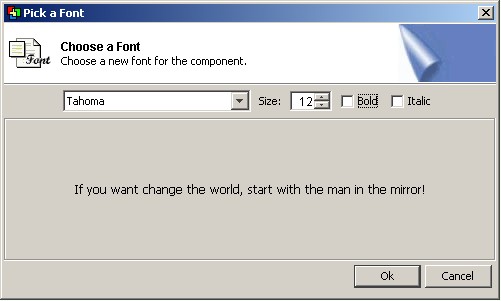 Pick a Font
Choose a Font
Choose a new font for the component.
Font
Tahoma Size: 12 Bold Italic
If you want change the world, start with the man in the mirror!
Ok Cancel